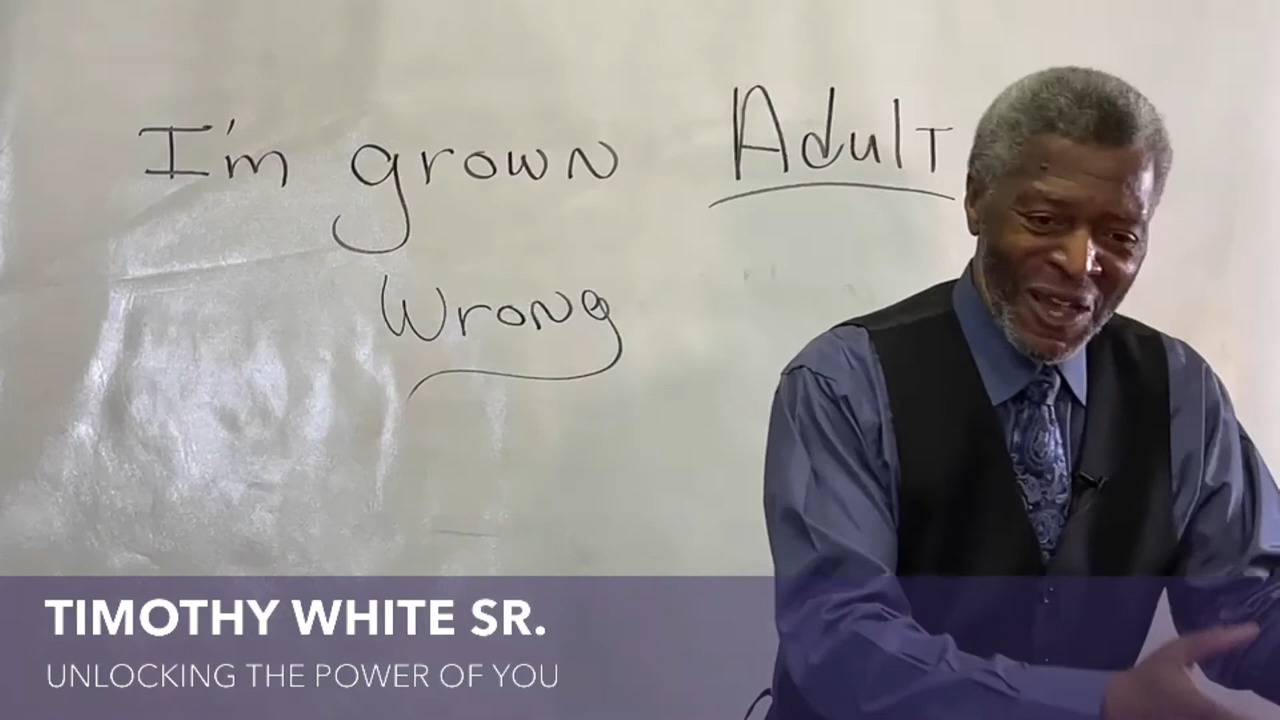 I'm grown Adult
Wrong
TIMOTHY WHITE SR.
UNLOCKING THE POWER OF YOU